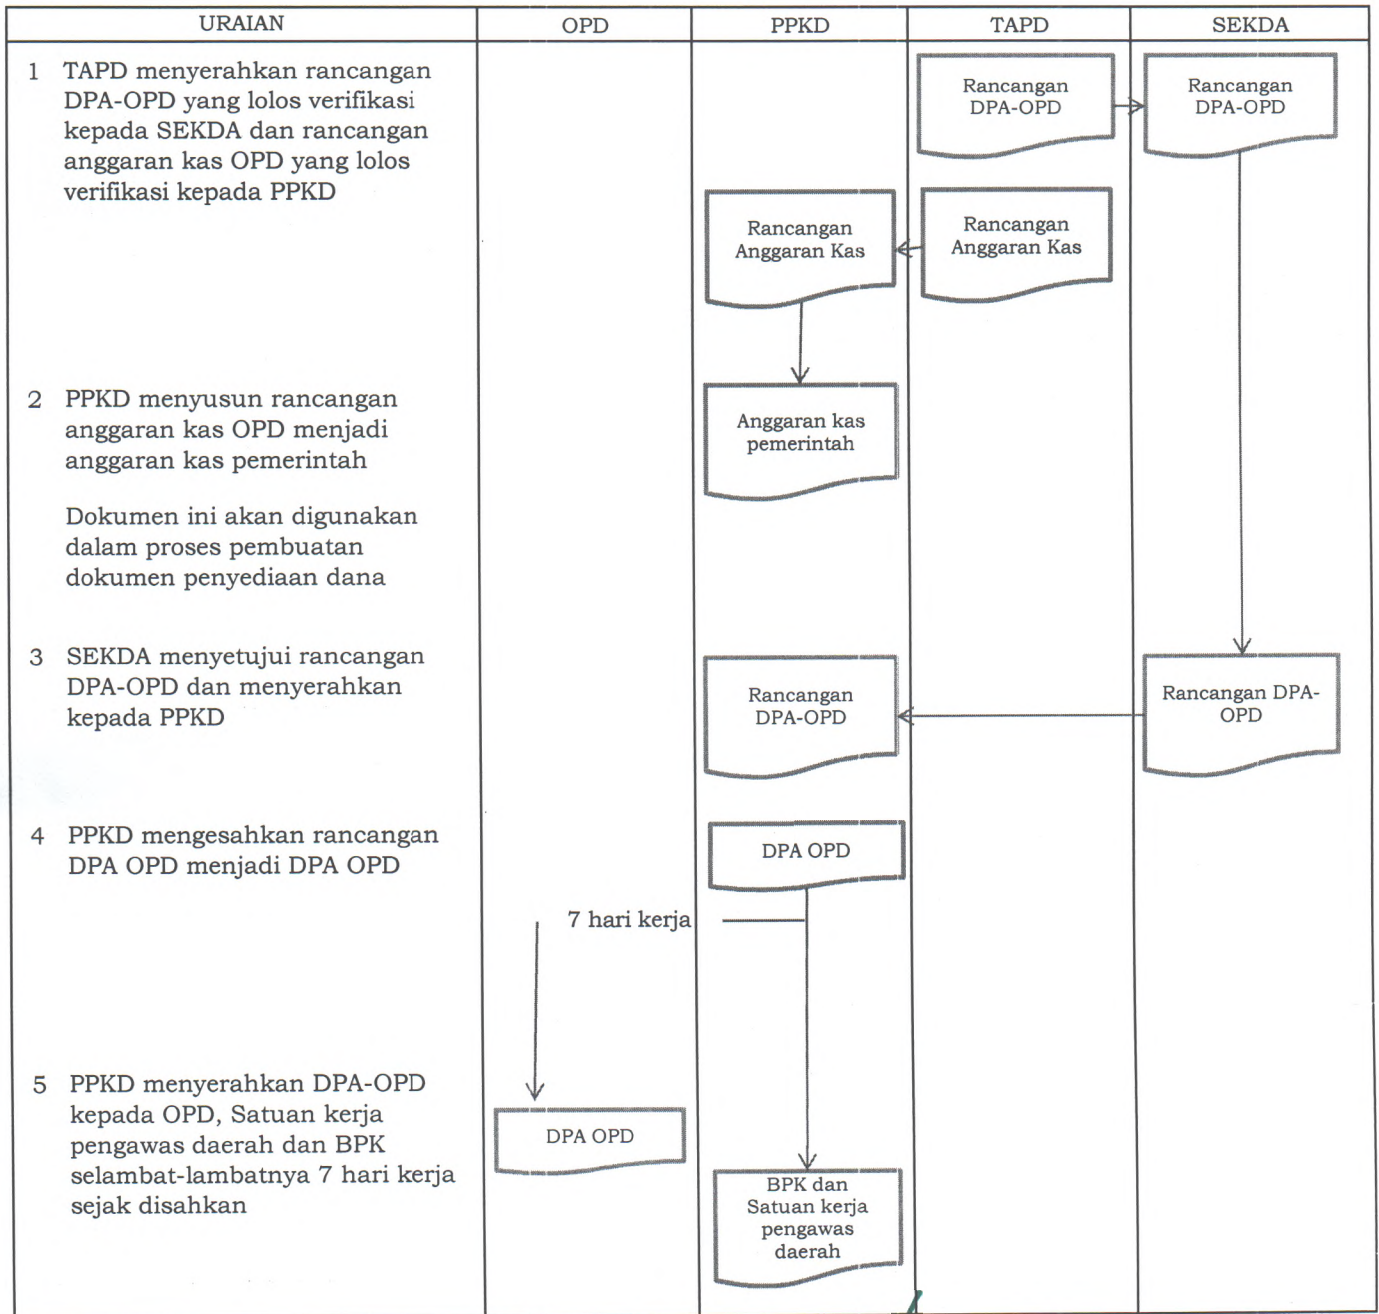 URAIAN
OPD
PPKD
TAPD
SEKDA
1 TAPD menyerahkan rancangan
DPA-OPD yang lolos verifikasi
kepada SEKDA dan rancangan
anggaran kas OPD yang lolos
verifikasi kepada PPKD
Rancangan
DPA-OPD
Rancangan
DPA-OPD
Rancangan
Anggaran Kas
Rancangan
Anggaran Kas
2 PPKD menyusun rancangan
anggaran kas OPD menjadi
anggaran kas pemerintah
Dokumen ini akan digunakan
dalam proses pembuatan
dokumen penyediaan dana
Anggaran kas
pemerintah
3 SEKDA menyetujui rancangan
DPA-OPD dan menyerahkan
kepada PPKD
Rancangan
DPA-OPD
Rancangan DPA-
OPD
4 PPKD mengesahkan rancangan
DPA OPD menjadi DPA OPD
DPA OPD
7 hari kerja
5 PPKD menyerahkan DPA-OPD
kepada OPD, Satuan kerja
pengawas daerah dan BPK
selambat-lambatnya 7 hari kerja
sejak disahkan
DPA OPD
BPK dan
Satuan kerja
pengawas
daerah